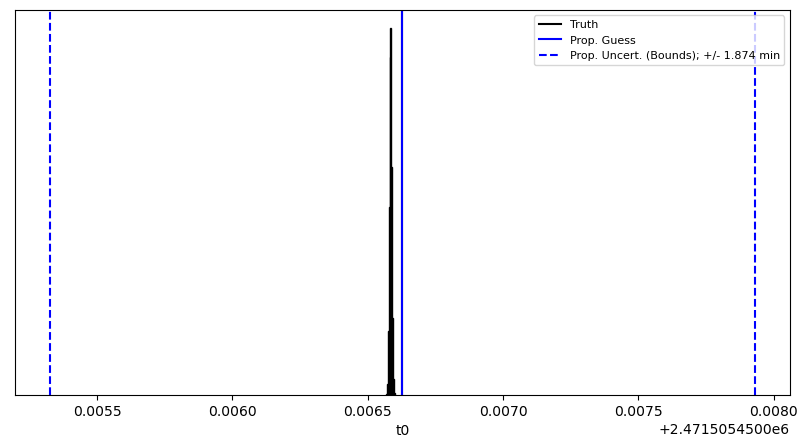 Truth
Prop. Guess
Prop. Uncert. (Bounds); +/- 1.874 min
0.0055 0.0060 0.0065 0.0070 0.0075 0.0080
t0
+2.4715054500e6